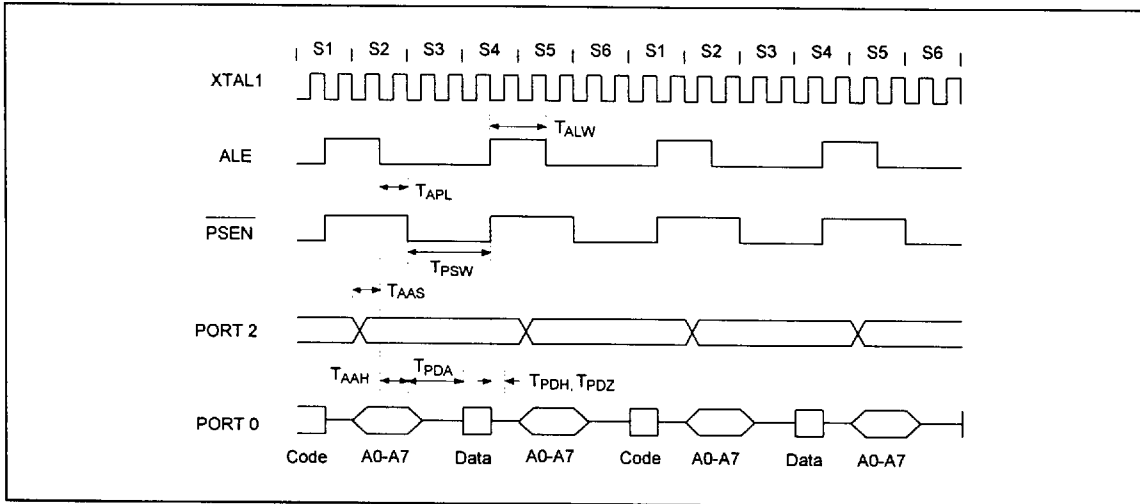 S1 S2 S3 S4 S5 S6 S1 S2 S3 S4 S5 S6
XTAL1
TALW
ALE
TAPL
PSEN
TPSW
TAAS
PORT 2
TAAH TPDA TPDH, TPDZ
PORT 0
Code A0-A7 Data A0-A7 Code A0-A7 Data A0-A7